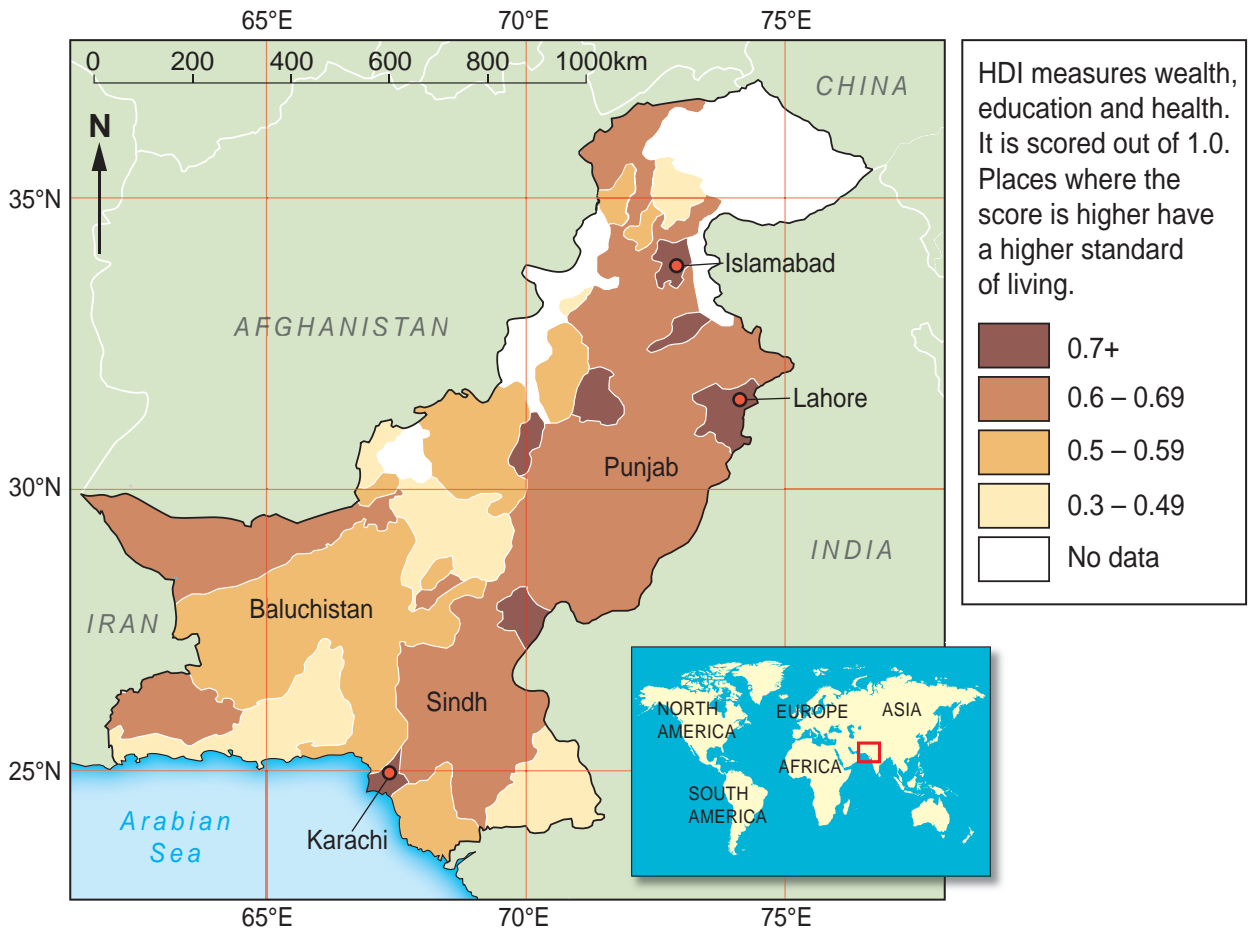 65°E 70°E 75°E
0 200 400 600 800 1000km
CHINA
N
35°N
Islamabad
AFGHANISTAN
Lahore
Punjab
30°N
INDIA
Baluchistan
IRAN
Sindh
25°N
Arabian
Sea
Karachi
65°E 70°E 75°E
HDI measures wealth,
education and health.
It is scored out of 1.0.
Places where the
score is higher have
a higher standard
of living.
0.7+
0.6 – 0.69
0.5 – 0.59
0.3 – 0.49
No data
NORTH
AMERICA
EUROPE
ASIA
AFRICA
SOUTH
AMERICA